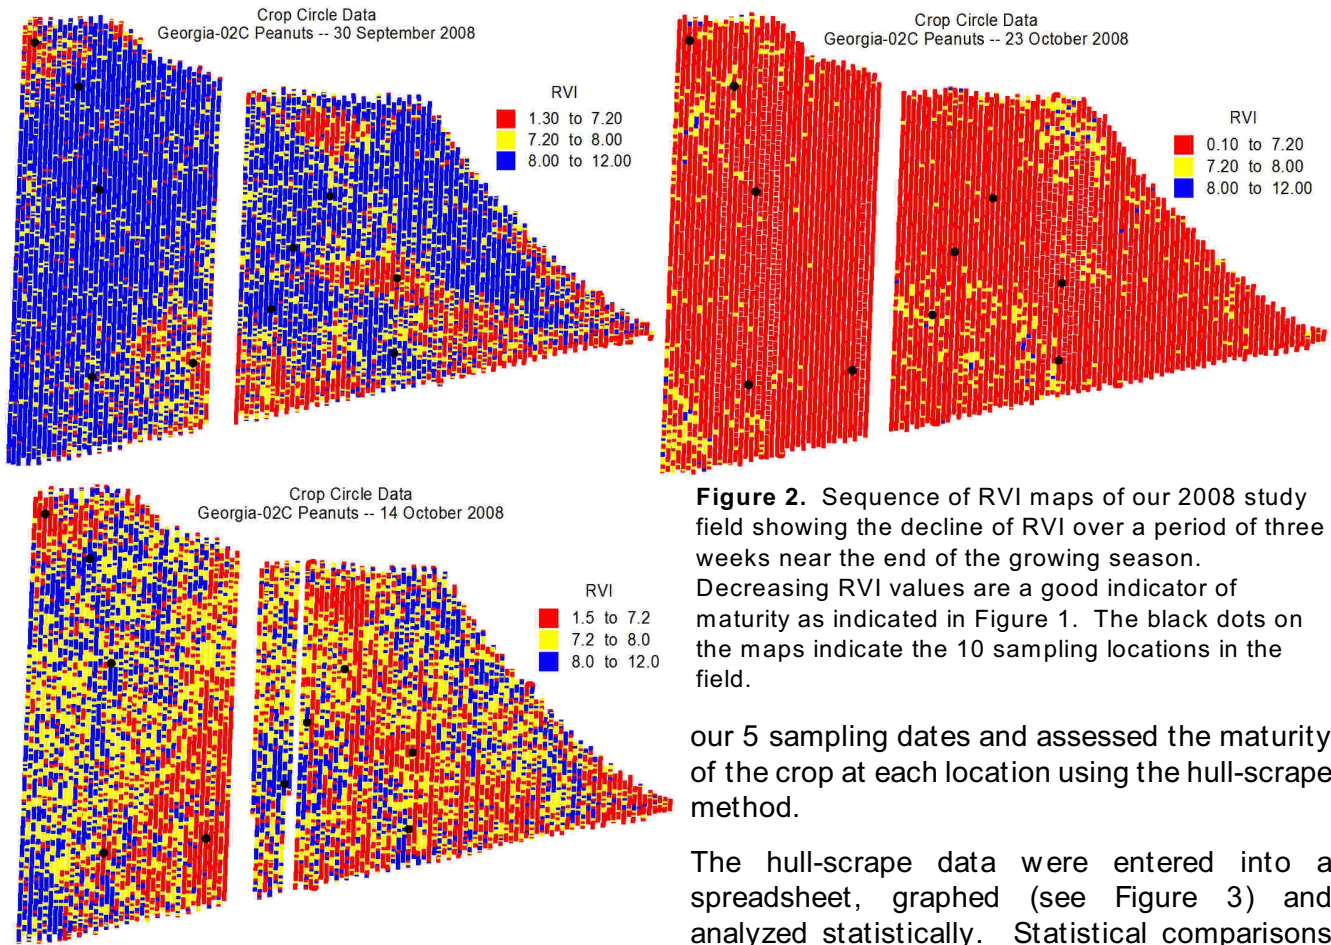 Crop Circle Data
Georgia-02C Peanuts -- 30 September 2008
RVI
1.30 to 7.20
7.20 to 8.00
8.00 to 12.00
Crop Circle Data
Georgia-02C Peanuts -- 23 October 2008
RVI
0.10 to 7.20
7.20 to 8.00
8.00 to 12.00
Crop Circle Data
Georgia-02C Peanuts -- 14 October 2008
RVI
1.5 to 7.2
7.2 to 8.0
8.0 to 12.0
Figure 2. Sequence of RVI maps of our 2008 study
field showing the decline of RVI over a period of three
weeks near the end of the growing season.
Decreasing RVI values are a good indicator of
maturity as indicated in Figure 1. The black dots on
the maps indicate the 10 sampling locations in the
field.
our 5 sampling dates and assessed the maturity
of the crop at each location using the hull-scrape
method.
The hull-scrape data were entered into a
spreadsheet, graphed (see Figure 3) and
analyzed statistically. Statistical comparisons